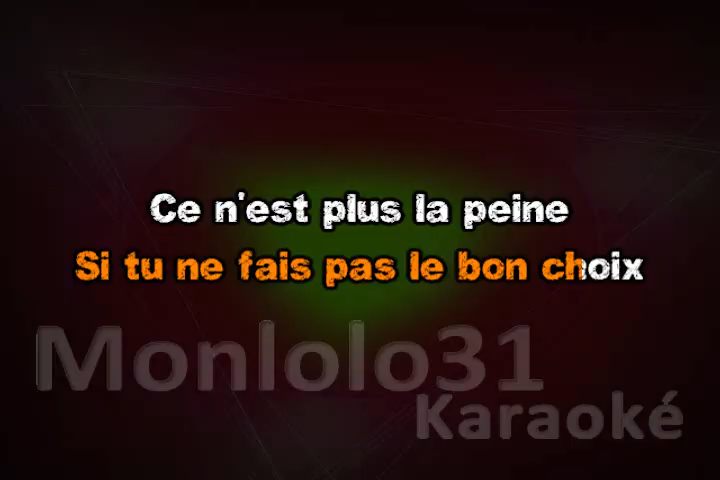 Ce n'est plus la peine
Si tu ne fais pas le bon choix
Monlolo31
Karaoké